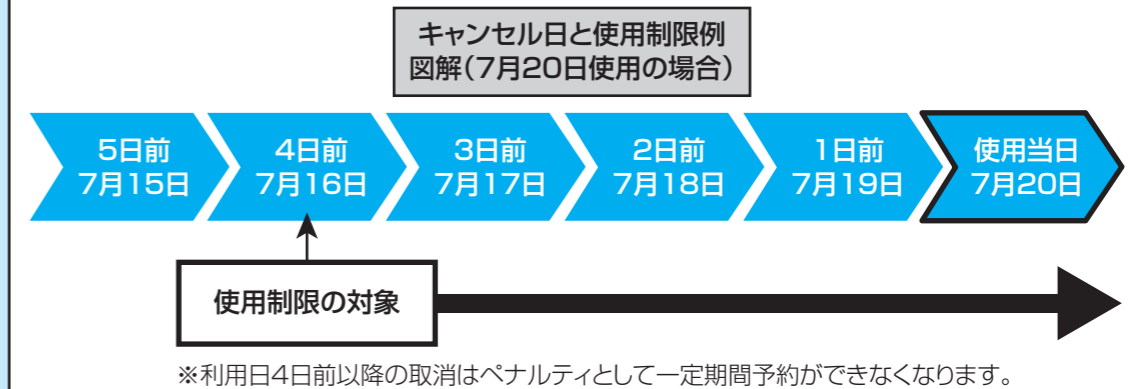 キャンセル日と使用制限例
図解(7月20日使用の場合)
5日前
7月15日
4日前
7月16日
3日前
7月17日
2日前
7月18日
1日前
7月19日
使用当日
7月20日
使用制限の対象
※利用日4日前以降の取消はペナルティとして一定期間予約ができなくなります。